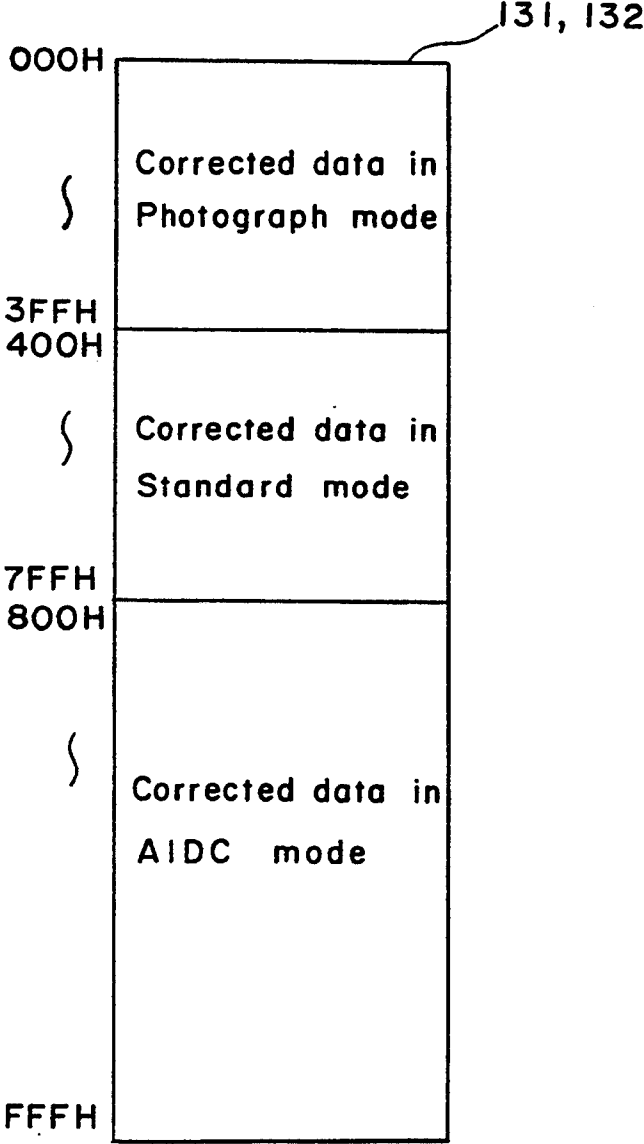 131, 132
000H
Corrected data in
Photograph mode
3FFH
400H
Corrected data in
Standard mode
7FFH
800H
Corrected data in
AIDC mode
FFFH